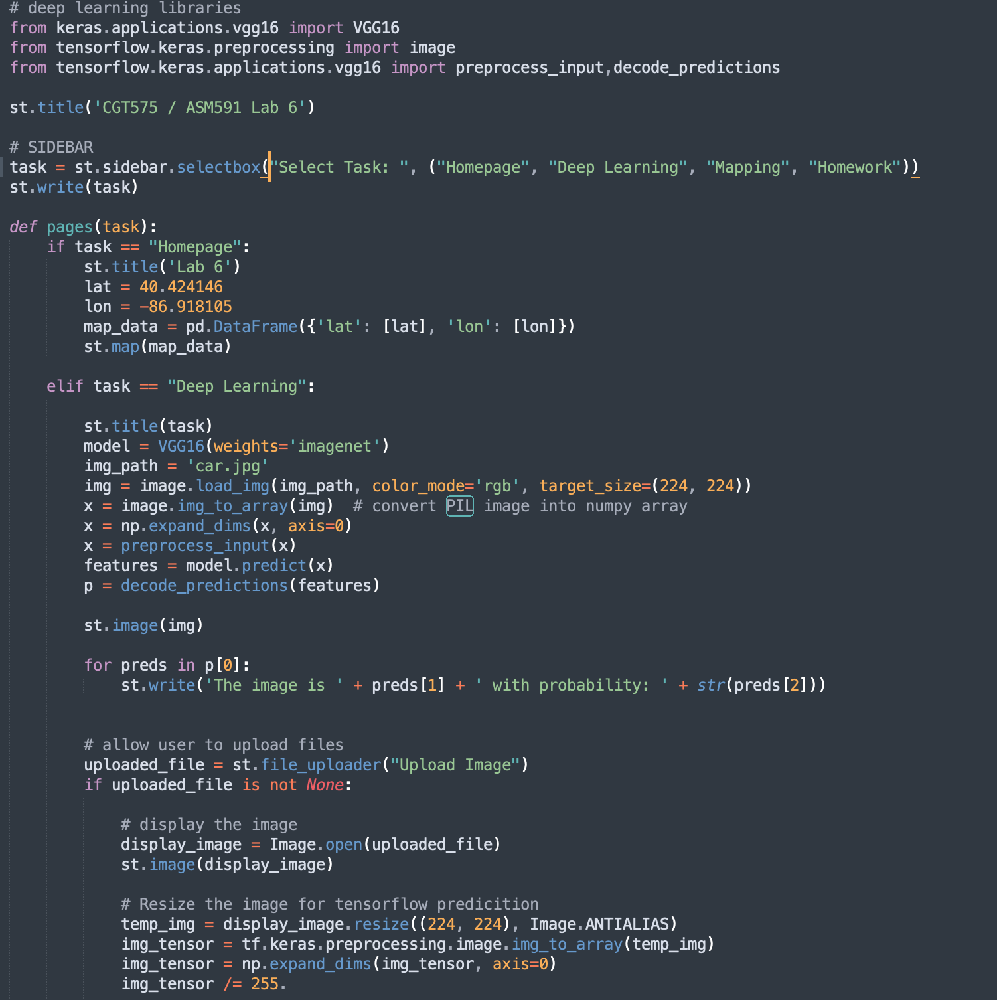 # deep learning libraries
from keras.applications.vgg16 import VGG16
from tensorflow.keras.preprocessing import image
from tensorflow.keras.applications.vgg16 import preprocess_input,decode_predictions
st.title('CGT575 / ASM591 Lab 6')
# SIDEBAR
task = st.sidebar.selectbox("Select Task: ", ("Homepage", "Deep Learning", "Mapping", "Homework"))
st.write(task)
def pages(task):
    if task == "Homepage":
        st.title('Lab 6')
        lat = 40.424146
        lon = -86.918105
        map_data = pd.DataFrame({'lat': [lat], 'lon': [lon]})
        st.map(map_data)
    elif task == "Deep Learning":
        st.title(task)
        model = VGG16(weights='imagenet')
        img_path = 'car.jpg'
        img = image.load_img(img_path, color_mode='rgb', target_size=(224, 224))
        x = image.img_to_array(img)  # convert PIL image into numpy array
        x = np.expand_dims(x, axis=0)
        x = preprocess_input(x)
        features = model.predict(x)
        p = decode_predictions(features)
        st.image(img)
        for preds in p[0]:
            st.write('The image is ' + preds[1] + ' with probability: ' + str(preds[2]))
        # allow user to upload files
        uploaded_file = st.file_uploader("Upload Image")
        if uploaded_file is not None:
            # display the image
            display_image = Image.open(uploaded_file)
            st.image(display_image)
            # Resize the image for tensorflow predicition
            temp_img = display_image.resize((224, 224), Image.ANTIALIAS)
            img_tensor = tf.keras.preprocessing.image.img_to_array(temp_img)
            img_tensor = np.expand_dims(img_tensor, axis=0)
            img_tensor /= 255.